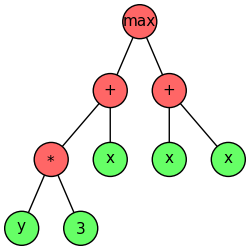 max
+ +
* x x x
y 3